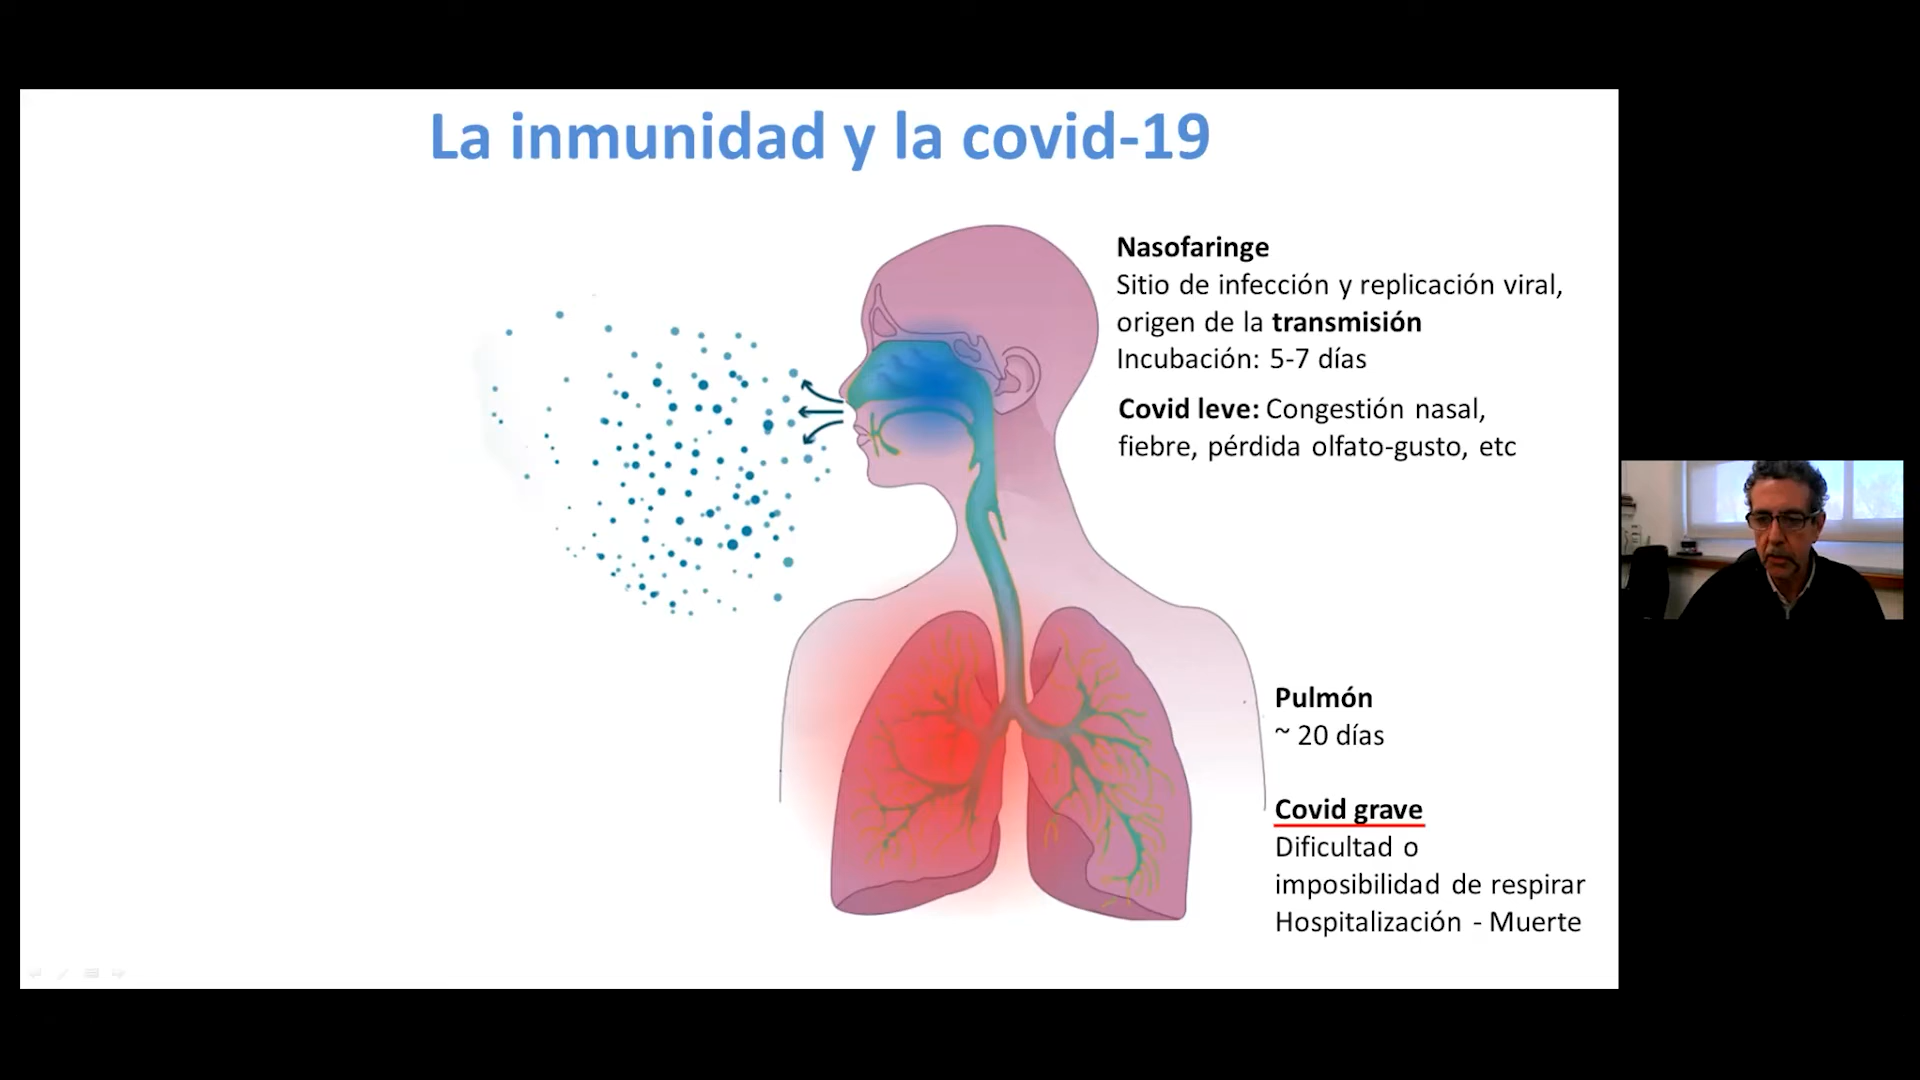 La inmunidad y la covid-19
Nasofaringe
Sitio de infección y replicación viral,
origen de la transmisión
Incubación: 5-7 días
Covid leve: Congestión nasal,
fiebre, pérdida olfato-gusto, etc
Pulmón
~ 20 días
Covid grave
Dificultad o
imposibilidad de respirar
Hospitalización - Muerte